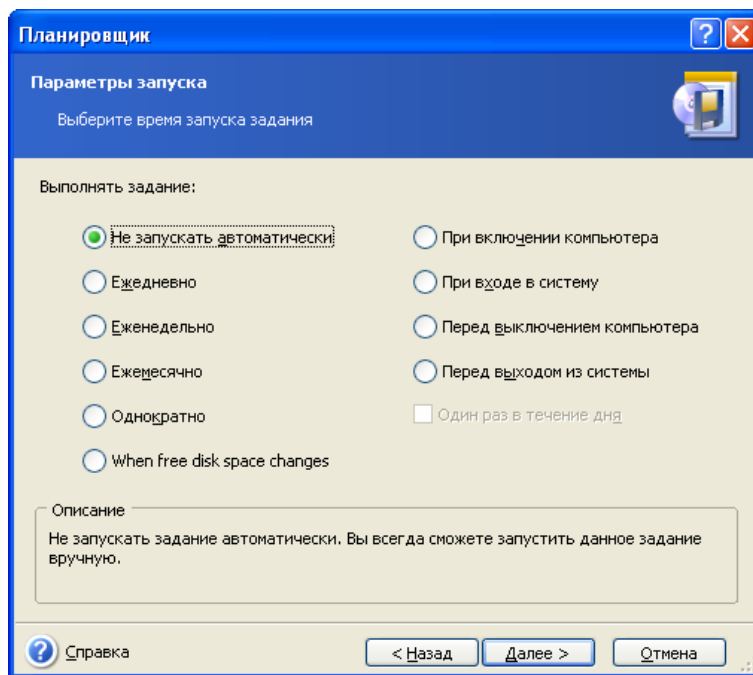 Планировщик
Параметры запуска
Выберите время запуска задания
Выполнять задание:
Не запускать автоматически
Ежедневно
Еженедельно
Ежемесячно
Однократно
When free disk space changes
При включении компьютера
При входе в систему
Перед выключением компьютера
Перед выходом из системы
Один раз в течение дня
Описание
Не запускать задание автоматически. Вы всегда сможете запустить данное задание
вручную.
Справка
< Назад
Далее >
Отмена